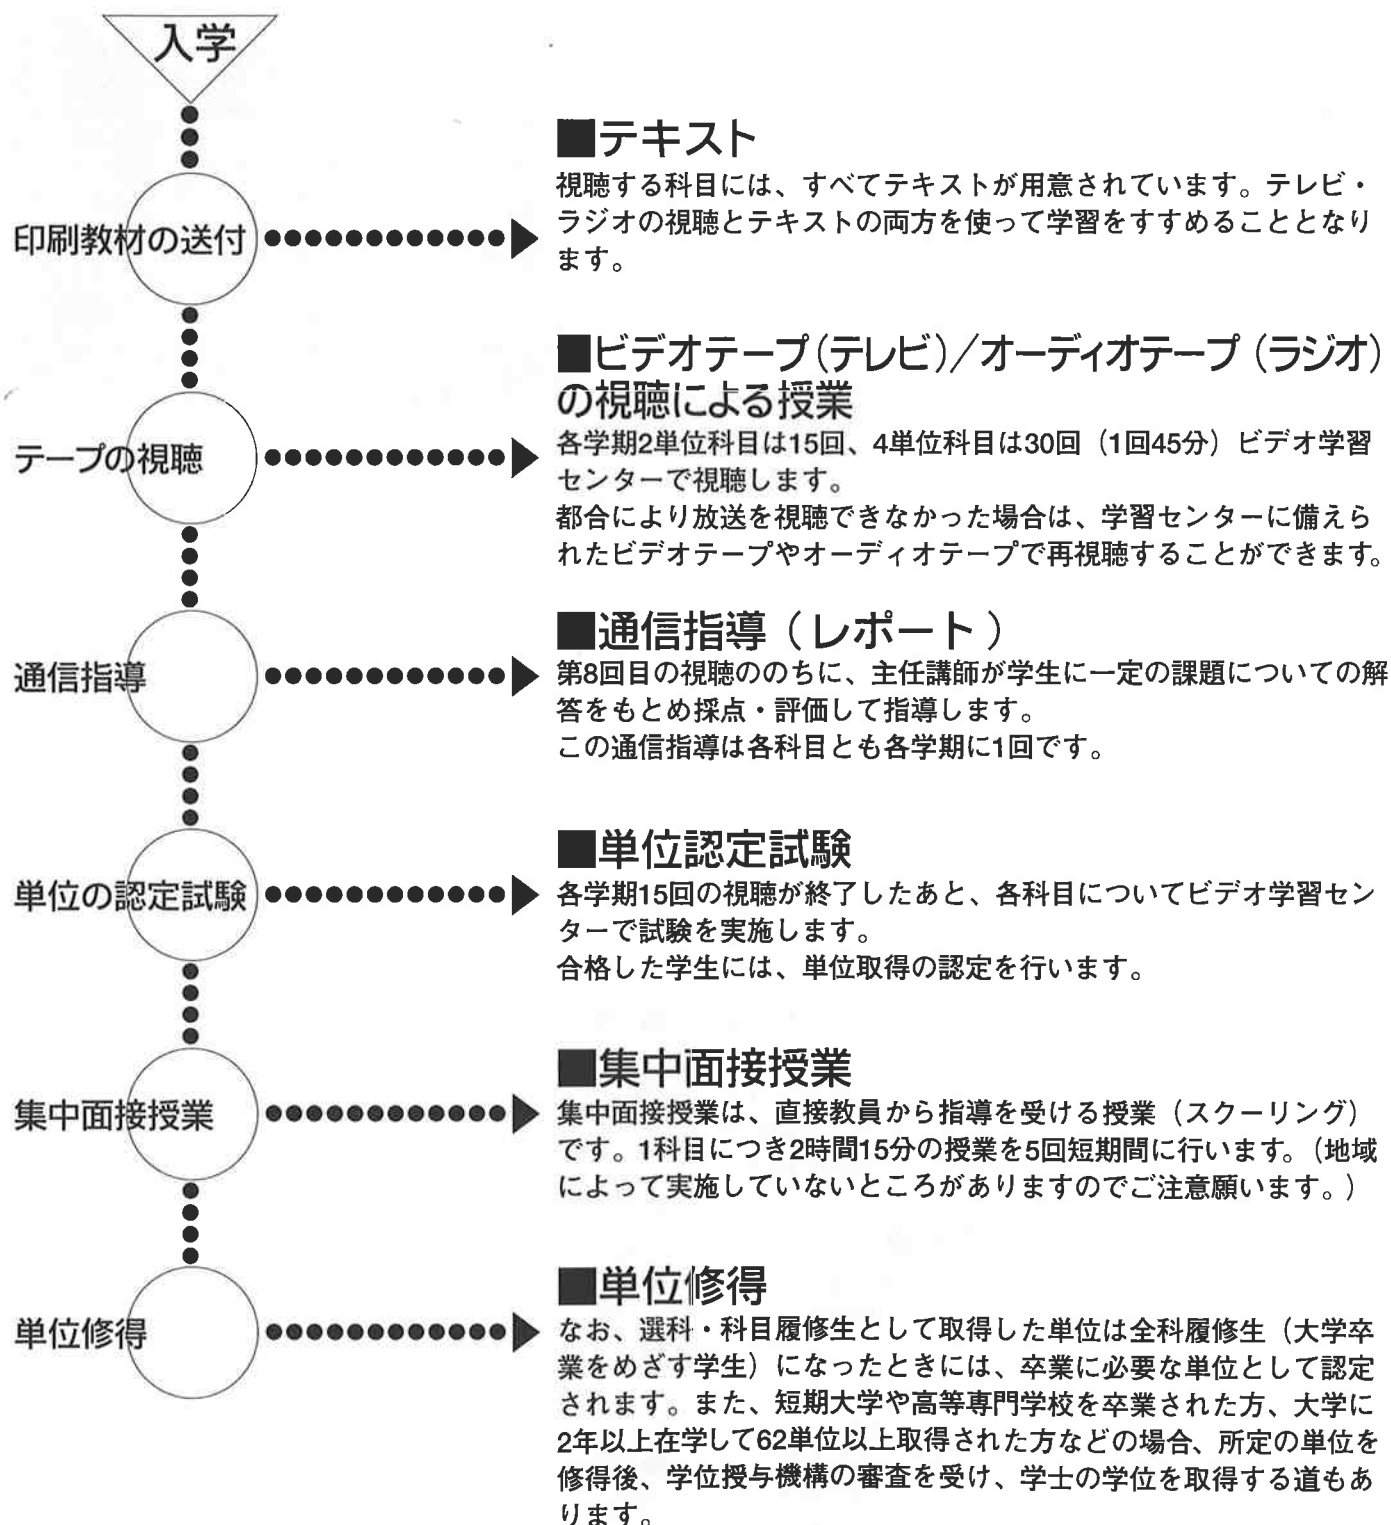 入学
印刷教材の送付
■テキスト
視聴する科目には、すべてテキストが用意されています。テレビ・
ラジオの視聴とテキストの両方を使って学習をすすめることとなり
ます。
テープの視聴
■ビデオテープ(テレビ)/オーディオテープ(ラジオ)
の視聴による授業
各学期2単位科目は15回、4単位科目は30回(1回45分)ビデオ学習
センターで視聴します。
都合により放送を視聴できなかった場合は、学習センターに備えら
れたビデオテープやオーディオテープで再視聴することができます。
通信指導
■通信指導(レポート)
第8回目の視聴ののちに、主任講師が学生に一定の課題についての解
答をもとめ採点・評価して指導します。
この通信指導は各科目とも各学期に1回です。
単位の認定試験
■単位認定試験
各学期15回の視聴が終了したあと、各科目についてビデオ学習セン
ターで試験を実施します。
合格した学生には、単位取得の認定を行います。
集中面接授業
■集中面接授業
集中面接授業は、直接教員から指導を受ける授業(スクーリング)
です。1科目につき2時間15分の授業を5回短期間に行います。(地域
によって実施していないところがありますのでご注意願います。)
単位修得
■単位修得
なお、選科・科目履修生として取得した単位は全科履修生(大学卒
業をめざす学生)になったときには、卒業に必要な単位として認定
されます。また、短期大学や高等専門学校を卒業された方、大学に
2年以上在学して62単位以上取得された方などの場合、所定の単位を
修得後、学位授与機構の審査を受け、学士の学位を取得する道もあ
ります。